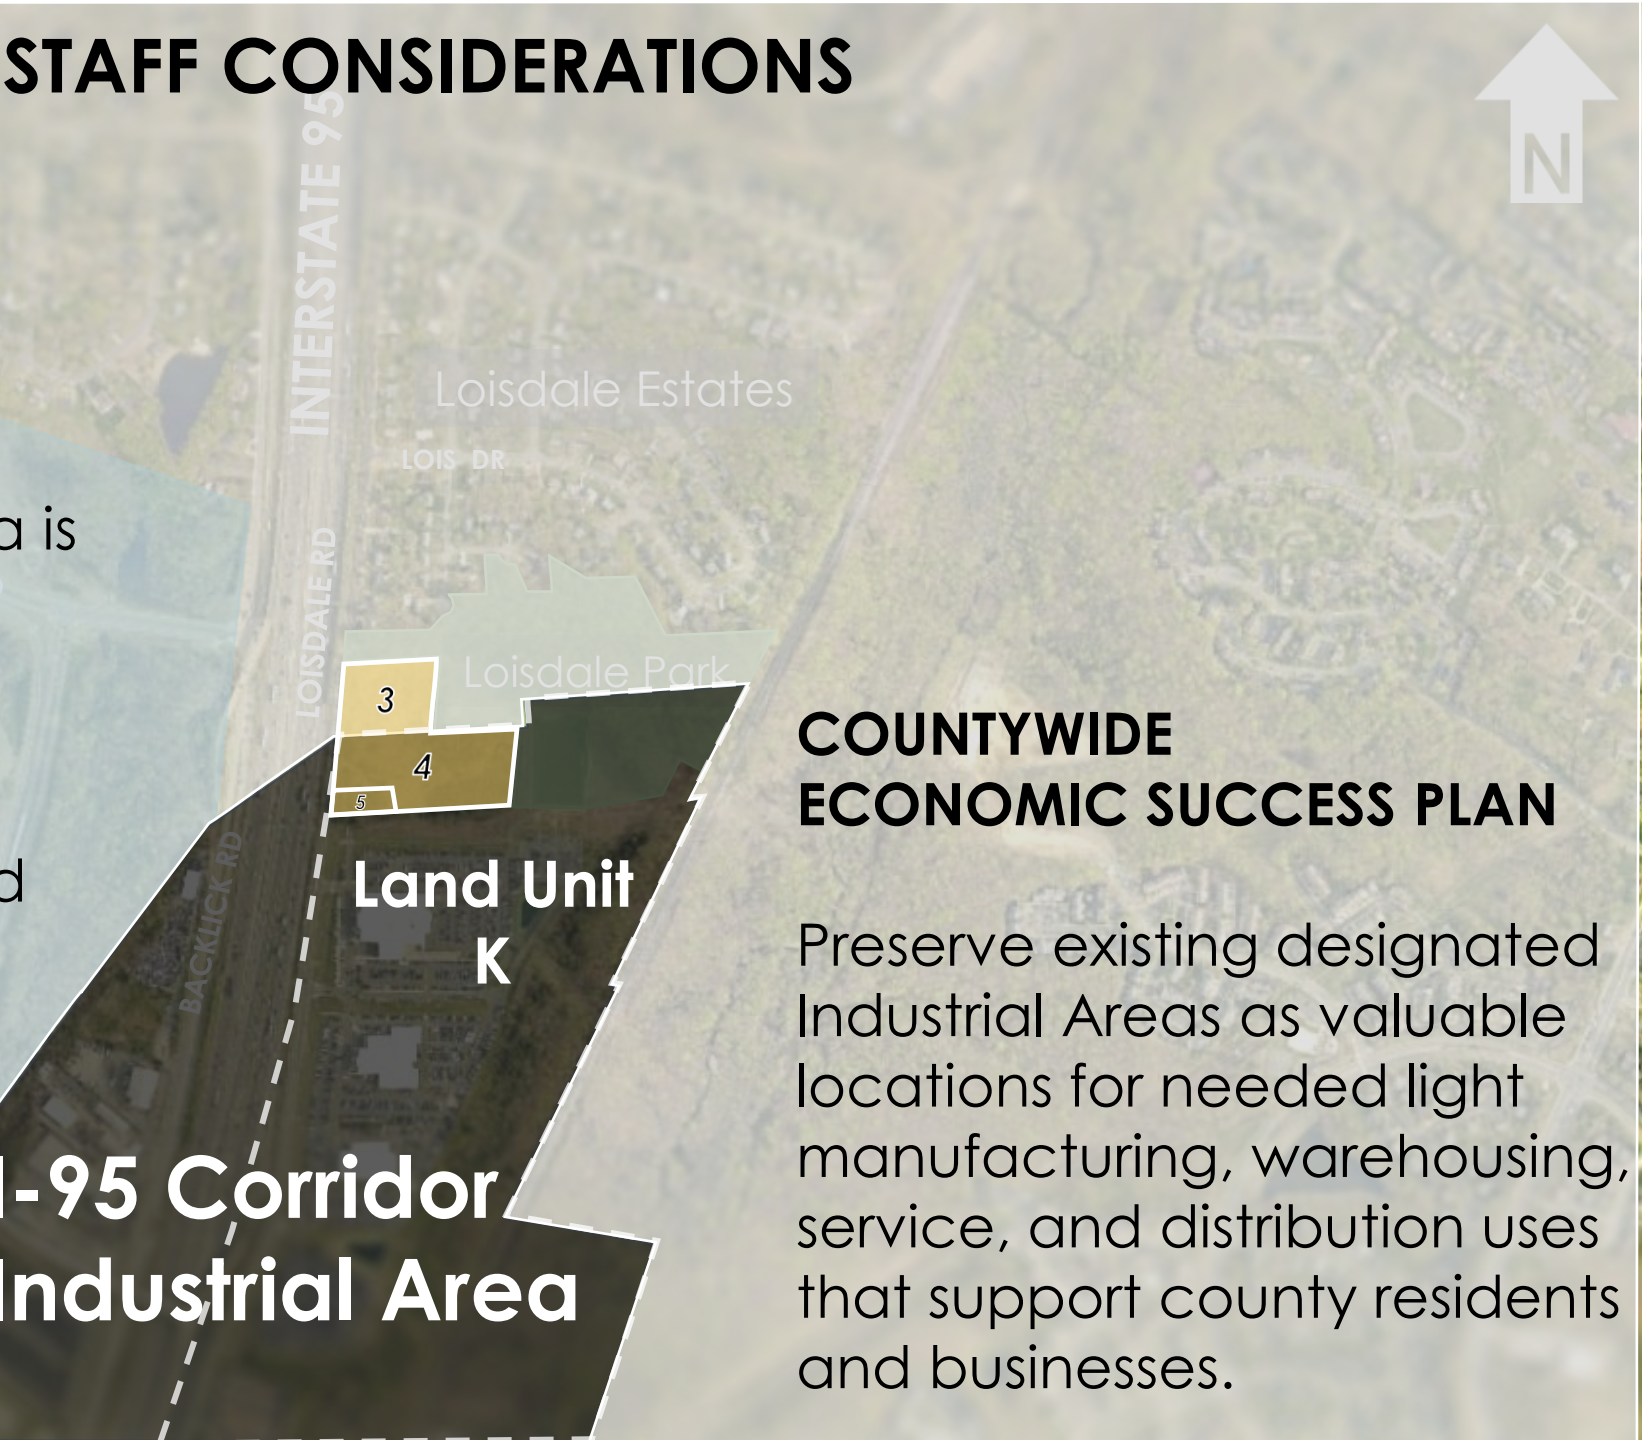 STAFF CONSIDERATIONS
N
INTERSTATE 95
Loisdale Estates
LOIS DR
a is
LOISDALE RD
Loisdale Park
3
4
5
COUNTYWIDE
ECONOMIC SUCCESS PLAN
d
BACKLICK RD
Land Unit
K
Preserve existing designated
Industrial Areas as valuable
locations for needed light
manufacturing, warehousing,
service, and distribution uses
that support county residents
and businesses.
I-95 Corridor
Industrial Area